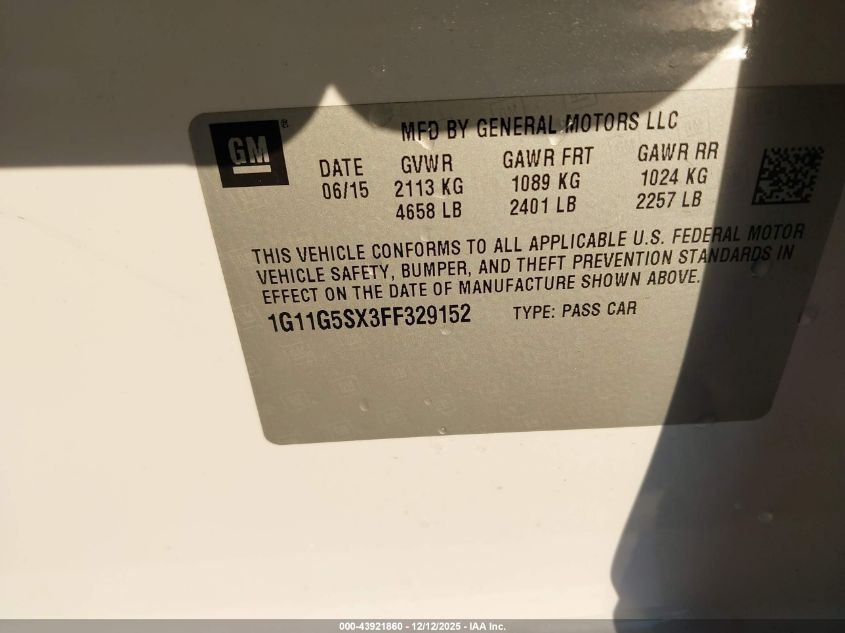 GM ®
MFD BY GENERAL MOTORS LLC
DATE GVWR GAWR FRT GAWR RR
06/15 2113 KG 1089 KG 1024 KG
4658 LB 2401 LB 2257 LB
THIS VEHICLE CONFORMS TO ALL APPLICABLE U.S. FEDERAL MOTOR
VEHICLE SAFETY, BUMPER, AND THEFT PREVENTION STANDARDS IN
EFFECT ON THE DATE OF MANUFACTURE SHOWN ABOVE.
1G11G5SX3FF329152 TYPE: PASS CAR
000-43921860 - 12/12/2025 - IAA Inc.